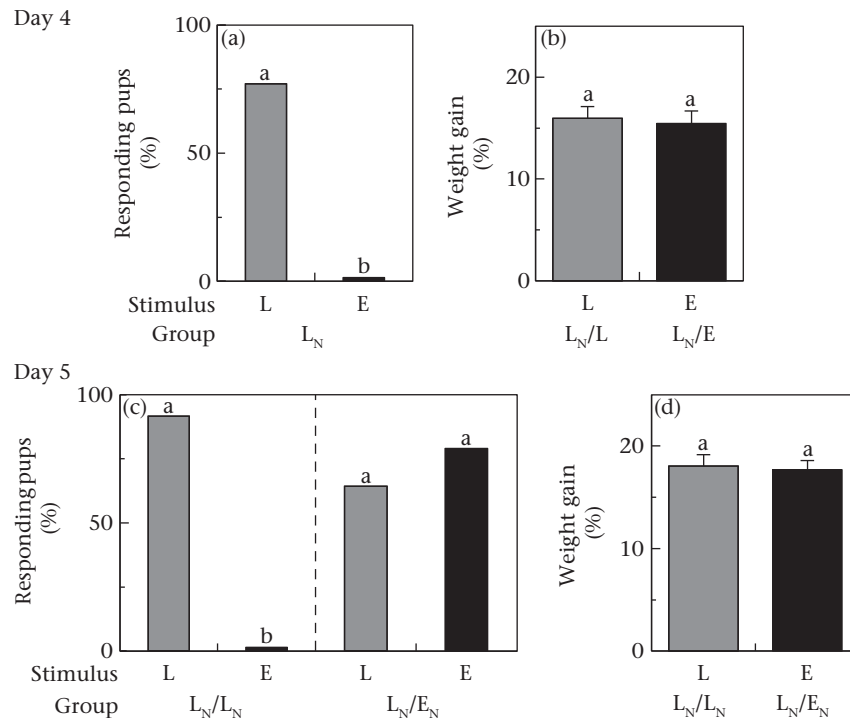 Day 4
(a)
(b)
100
50
0
Responding pups
(%)
a
b
20
10
0
Weight gain
(%)
a
a
Stimulus L E L E
Group L_N L_N/L L_N/E
Day 5
(c)
(d)
100
50
0
Responding pups
(%)
a
b
a
a
20
10
0
Weight gain
(%)
a
a
Stimulus L E L E L E
Group L_N/L_N L_N/E_N L_N/L_N L_N/E_N